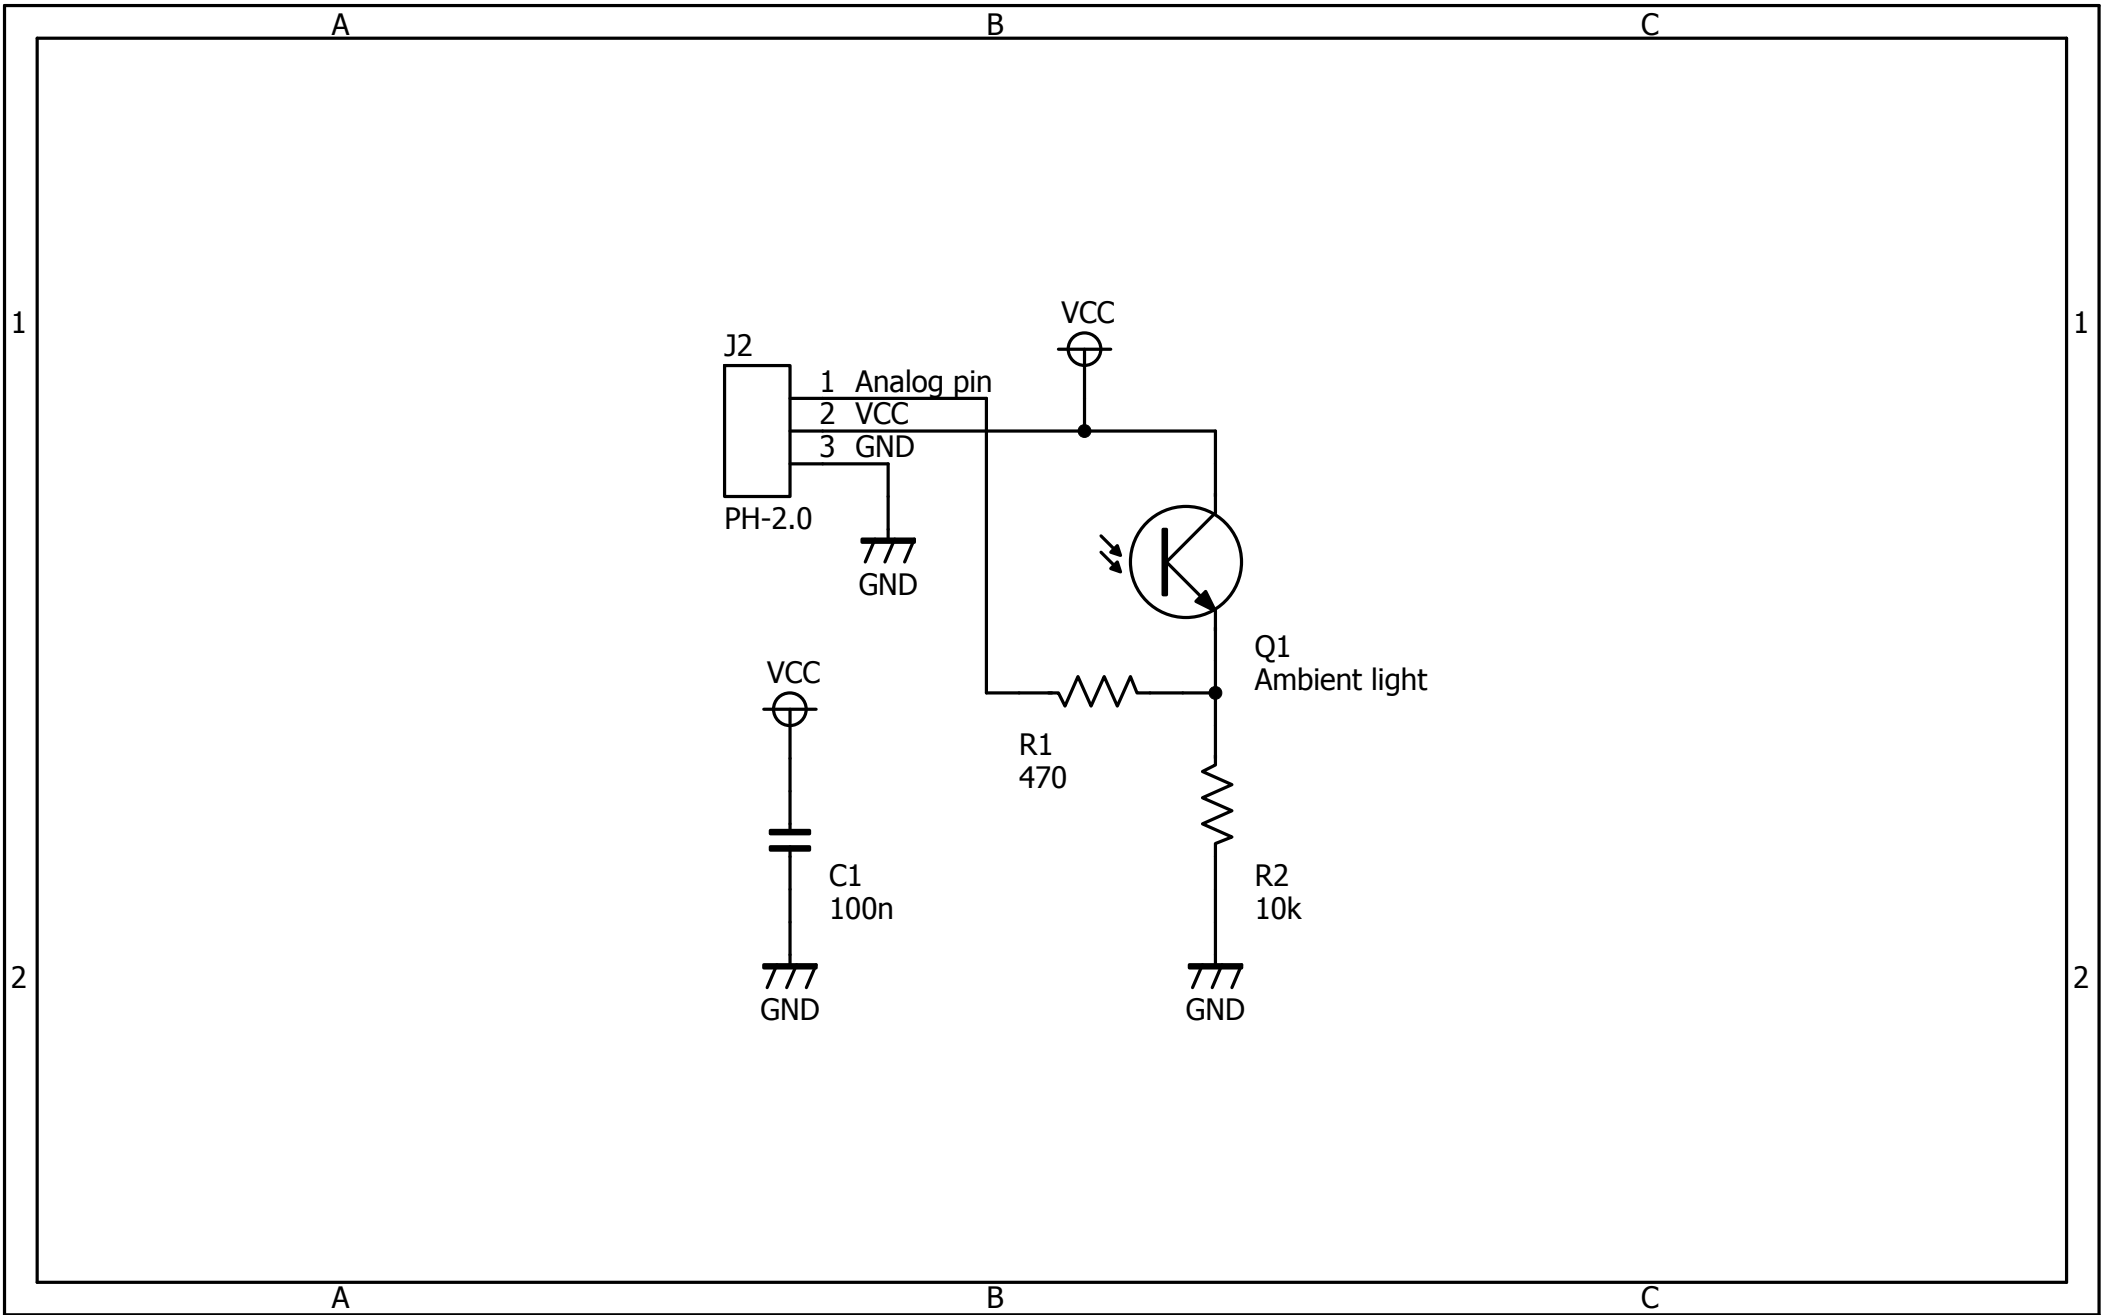 A
B
C
1
1
VCC
J2
1 Analog pin
2 VCC
3 GND
PH-2.0
GND
Q1
Ambient light
VCC
R1
470
C1
100n
R2
10k
2
2
GND
GND
A
B
C